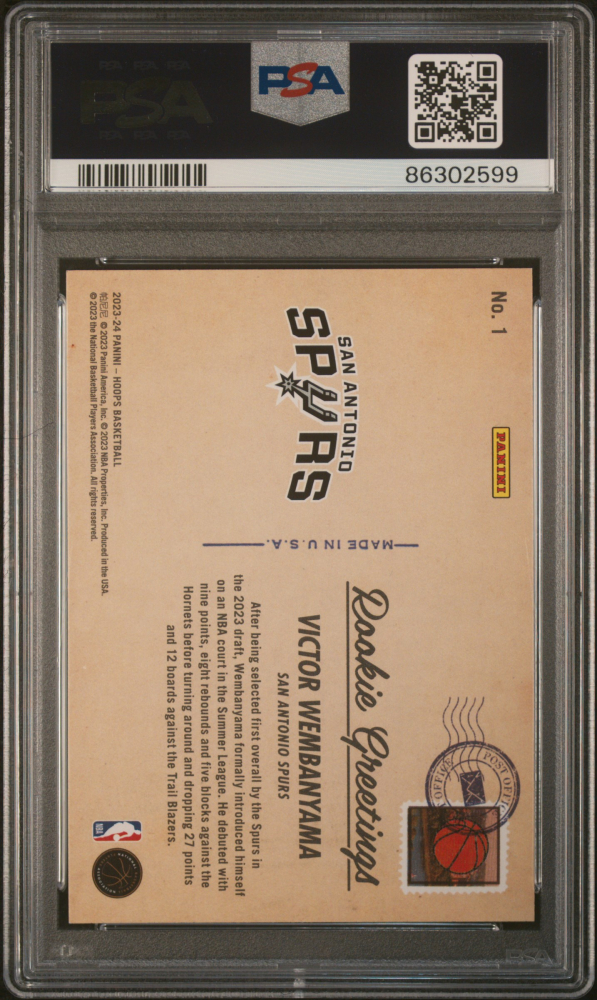 PSA
86302599
No. 1
PANINI
SAN ANTONIO
SPURS
MADE IN U.S.A.
POST OFFICE
Rookie Greetings
VICTOR WEMBANYAMA
SAN ANTONIO SPURS
After being selected first overall by the Spurs in
the 2023 draft, Wembanyama formally introduced himself
on an NBA court in the Summer League. He debuted with
nine points, eight rebounds and five blocks against the
Hornets before turning around and dropping 27 points
and 12 boards against the Trail Blazers.
2023-24 PANINI – HOOPS BASKETBALL
帕尼尼 © 2023 Panini America, Inc. © 2023 NBA Properties, Inc. Produced in the USA.
© 2023 the National Basketball Players Association. All rights reserved.
NBA